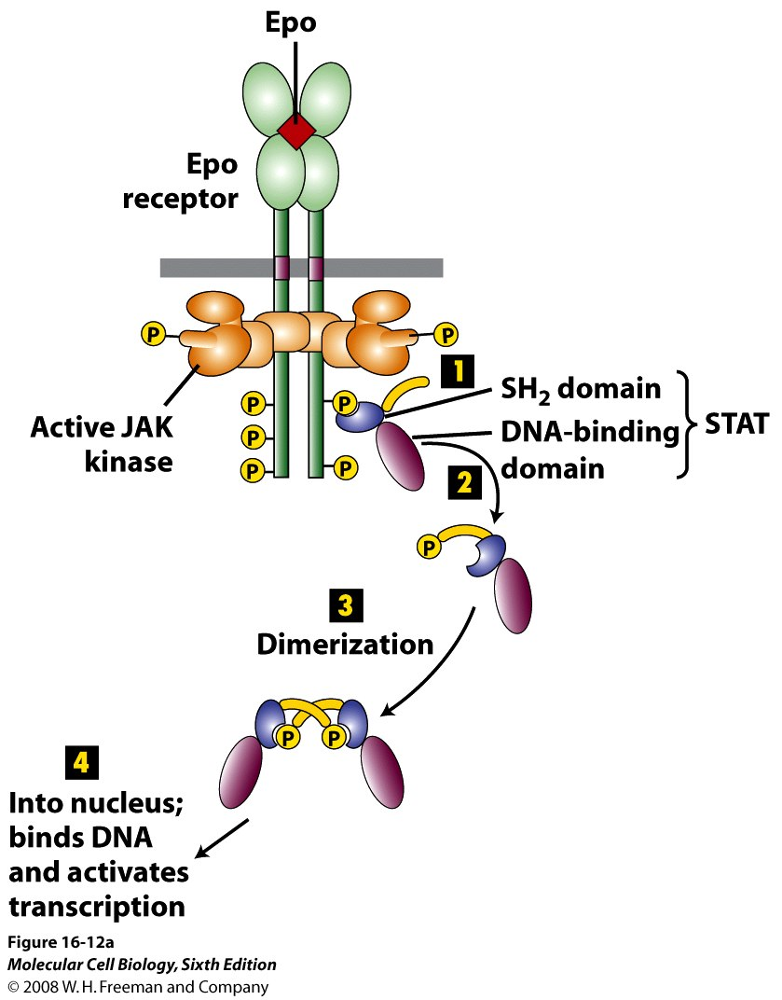 Epo
Epo
receptor
P
P
1
SH2 domain
P
P
Active JAK
kinase
DNA-binding
domain
STAT
P
P
P
2
P
3
Dimerization
P
P
4
Into nucleus;
binds DNA
and activates
transcription
Figure 16-12a
Molecular Cell Biology, Sixth Edition
© 2008 W. H. Freeman and Company